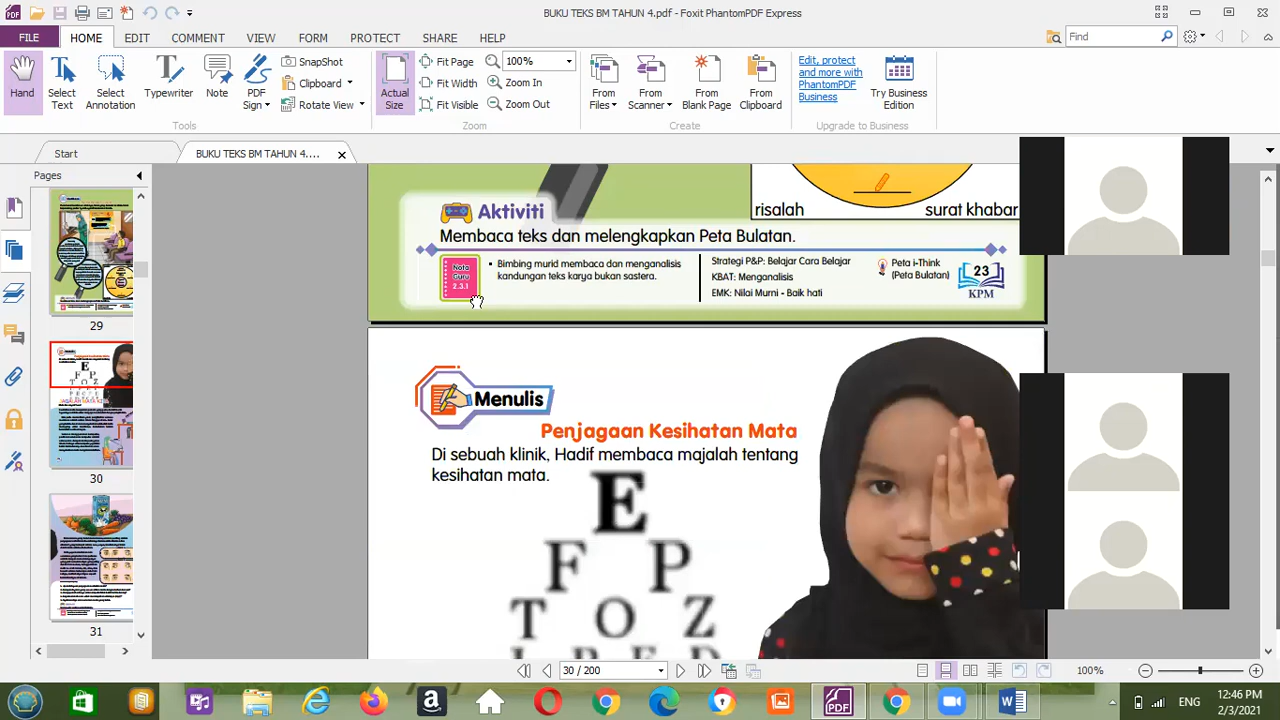 BUKU TEKS BM TAHUN 4.pdf - Foxit PhantomPDF Express
FILE HOME EDIT COMMENT VIEW FORM PROTECT SHARE HELP
Find
Hand
Select Text
Select Annotation
Typewriter
Note
PDF Sign
SnapShot
Clipboard
Rotate View
Tools
Actual Size
Fit Page
Fit Width
Fit Visible
100%
Zoom In
Zoom Out
Zoom
From Files
From Scanner
From Blank Page
From Clipboard
Create
Edit, protect
and more with
PhantomPDF
Business
Try Business Edition
Upgrade to Business
Start
BUKU TEKS BM TAHUN 4....
Pages
29
30
31
risalah surat khabar
Aktiviti
Membaca teks dan melengkapkan Peta Bulatan.
Nota
Guru
2.3.1
• Bimbing murid membaca dan menganalisis
kandungan teks karya bukan sastera.
Strategi P&P: Belajar Cara Belajar
KBAT: Menganalisis
EMK: Nilai Murni - Baik hati
Peta i-Think
(Peta Bulatan)
23
KPM
Menulis
Penjagaan Kesihatan Mata
Di sebuah klinik, Hadif membaca majalah tentang
kesihatan mata.
E
F P
T O Z
L P E D
30 / 200
100%
ENG
12:46 PM
2/3/2021